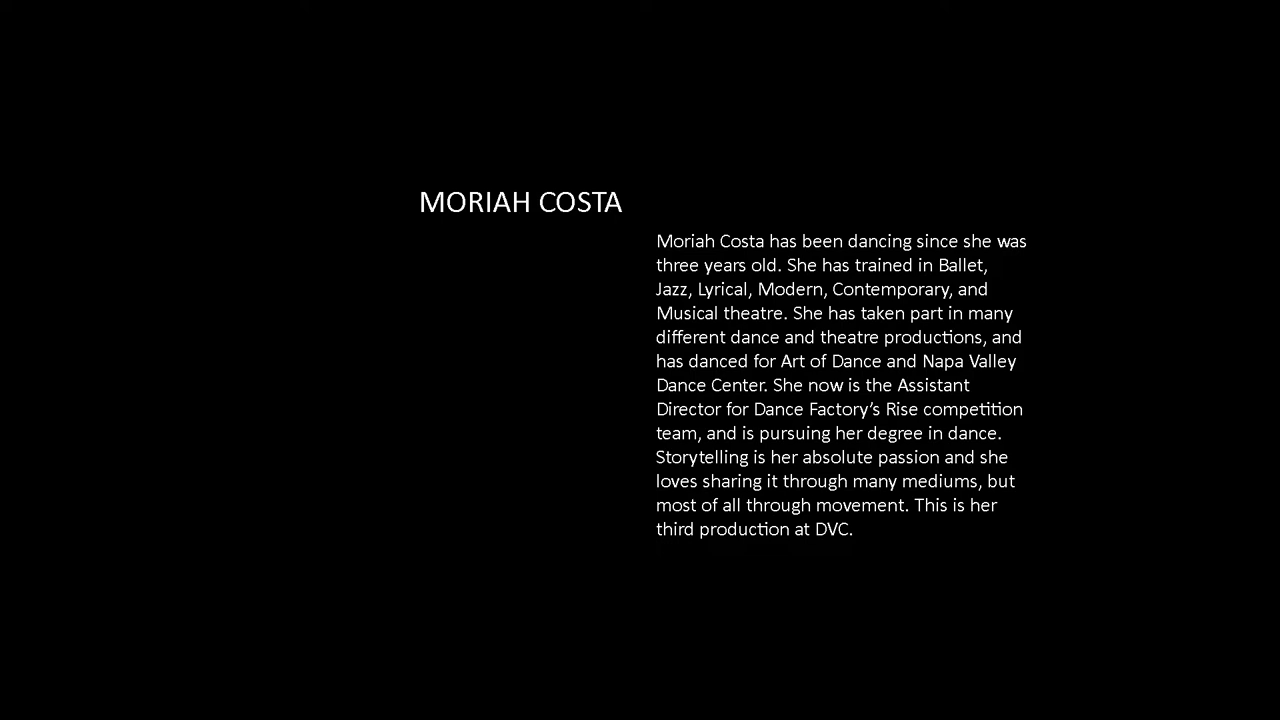 MORIAH COSTA
Moriah Costa has been dancing since she was
three years old. She has trained in Ballet,
Jazz, Lyrical, Modern, Contemporary, and
Musical theatre. She has taken part in many
different dance and theatre productions, and
has danced for Art of Dance and Napa Valley
Dance Center. She now is the Assistant
Director for Dance Factory’s Rise competition
team, and is pursuing her degree in dance.
Storytelling is her absolute passion and she
loves sharing it through many mediums, but
most of all through movement. This is her
third production at DVC.